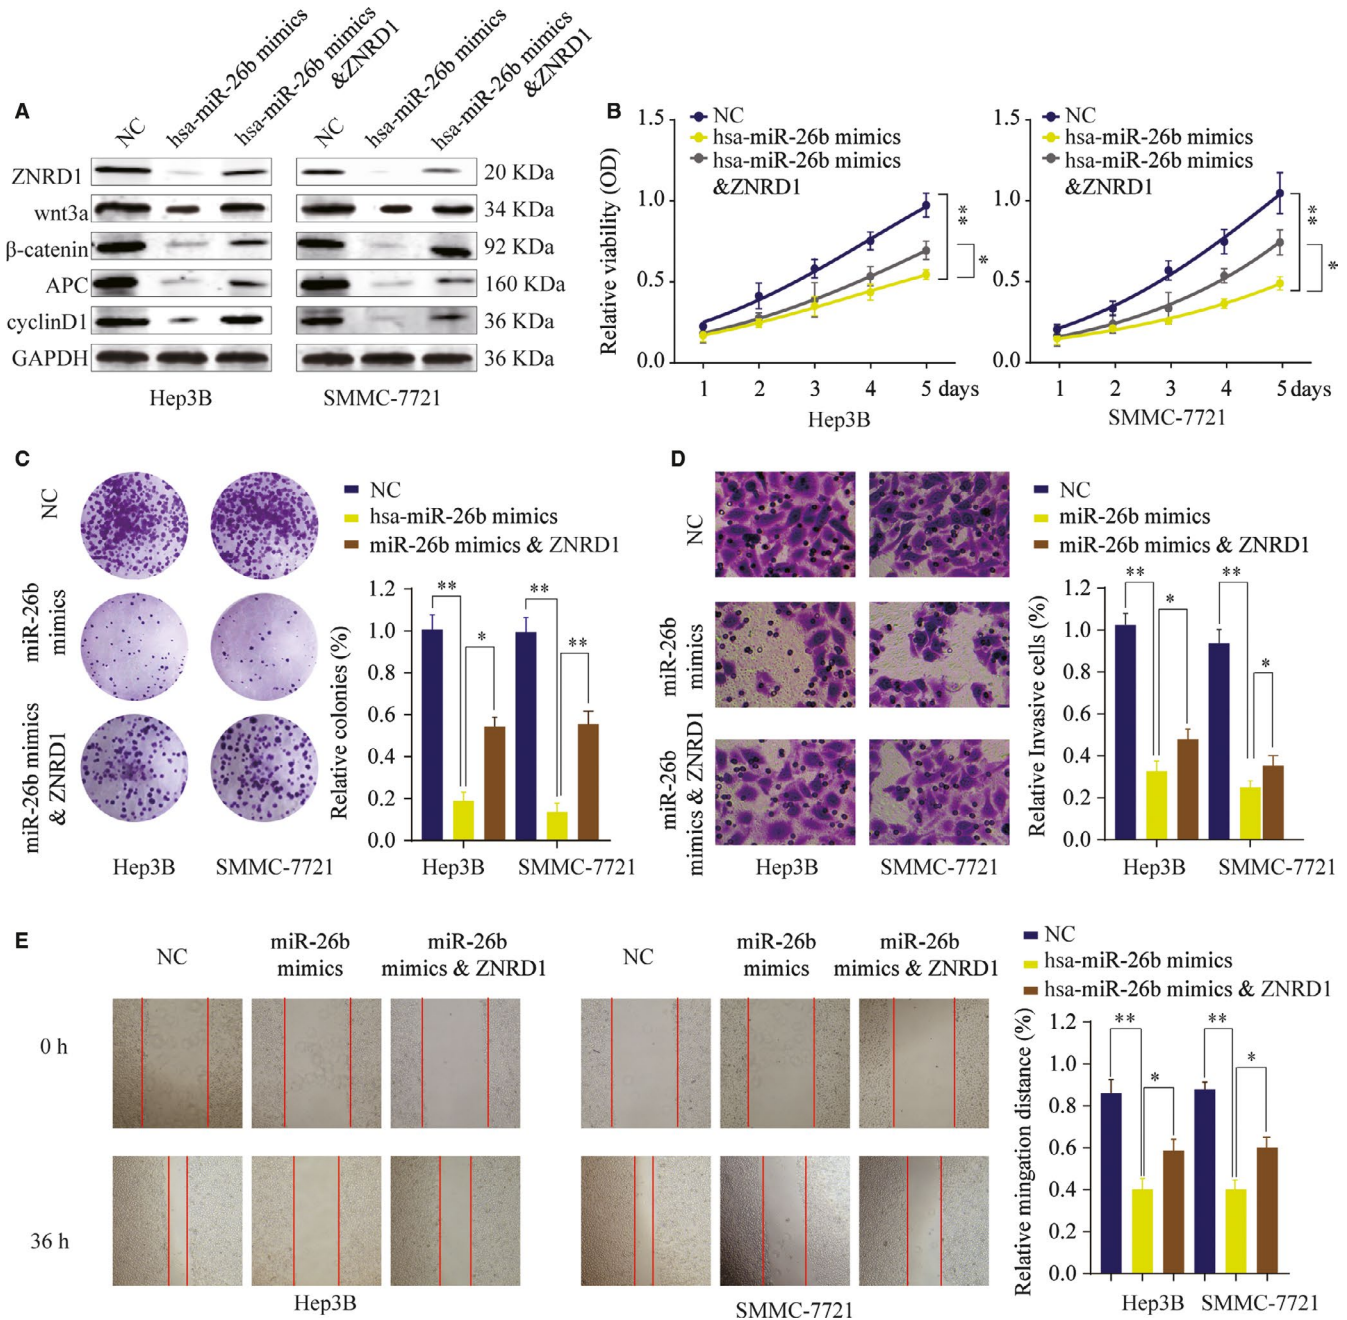 A
NC
hsa-miR-26b mimics
hsa-miR-26b mimics
&ZNRD1
NC
hsa-miR-26b mimics
hsa-miR-26b mimics
&ZNRD1
ZNRD1
20 KDa
wnt3a
34 KDa
β-catenin
92 KDa
APC
160 KDa
cyclinD1
36 KDa
GAPDH
36 KDa
Hep3B
SMMC-7721
B
Relative viability (OD)
1.5
1.0
0.5
0.0
NC
hsa-miR-26b mimics
hsa-miR-26b mimics
&ZNRD1
**
*
1 2 3 4 5 days
Hep3B
1.5
1.0
0.5
0.0
NC
hsa-miR-26b mimics
hsa-miR-26b mimics
&ZNRD1
**
*
1 2 3 4 5 days
SMMC-7721
C
NC
miR-26b
mimics
miR-26b mimics
& ZNRD1
Hep3B
SMMC-7721
NC
hsa-miR-26b mimics
miR-26b mimics & ZNRD1
Relative colonies (%)
1.2
1.0
0.8
0.6
0.4
0.2
0.0
**
*
**
**
Hep3B
SMMC-7721
D
NC
miR-26b
mimics
miR-26b
mimics & ZNRD1
Hep3B
SMMC-7721
NC
miR-26b mimics
miR-26b mimics & ZNRD1
Relative Invasive cells (%)
1.2
1.0
1.2
0.8
0.4
0.2
0.0
**
*
**
*
Hep3B
SMMC-7721
E
NC
miR-26b
mimics
miR-26b
mimics & ZNRD1
NC
miR-26b
mimics
miR-26b
mimics & ZNRD1
0 h
36 h
Hep3B
SMMC-7721
NC
hsa-miR-26b mimics
hsa-miR-26b mimics & ZNRD1
Relative mingation distance (%)
1.2
1.0
0.8
0.6
0.4
0.2
0.0
**
*
**
*
Hep3B
SMMC-7721